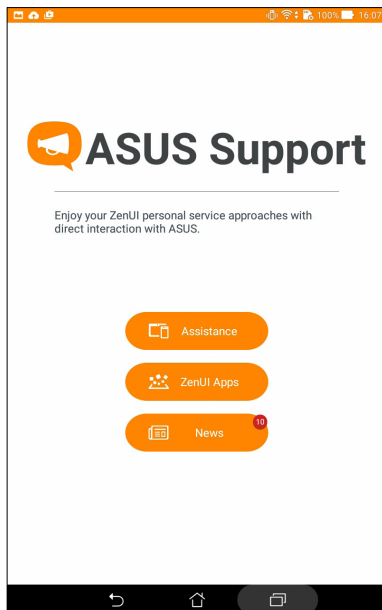 100% 16:07
ASUS Support
Enjoy your ZenUI personal service approaches with
direct interaction with ASUS.
Assistance
ZenUI Apps
10
News